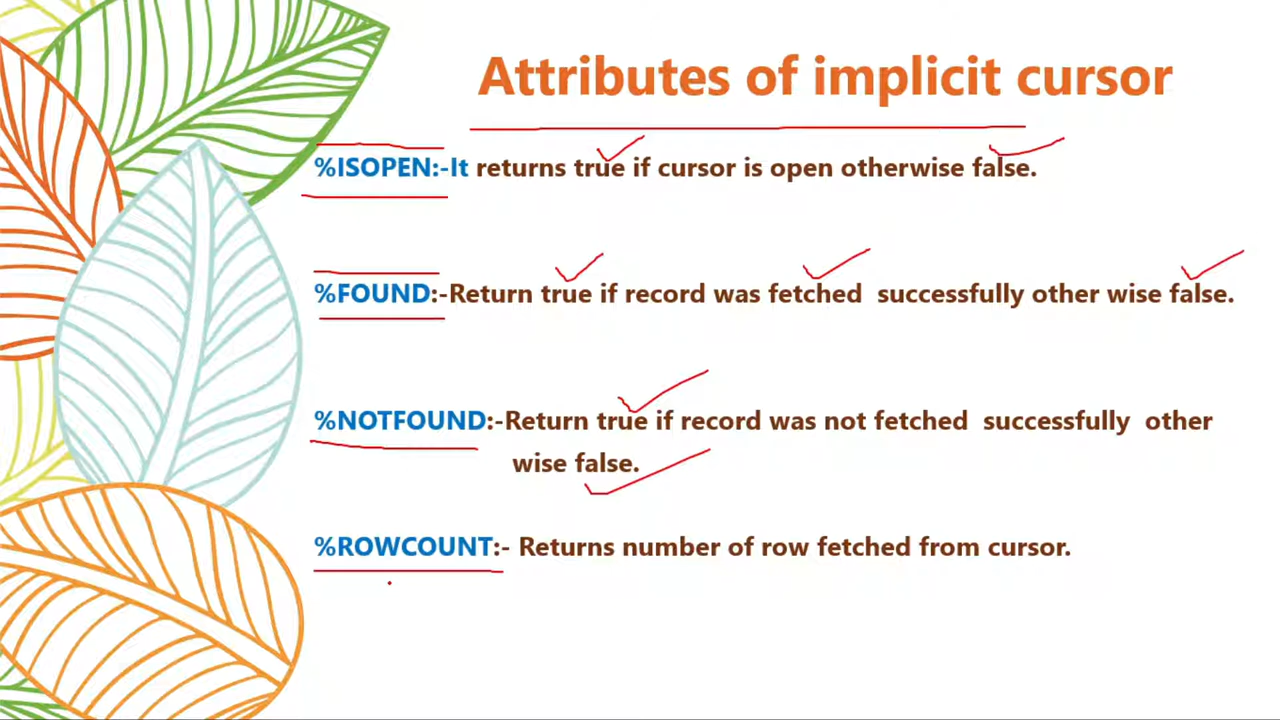 Attributes of implicit cursor
%ISOPEN:-It returns true if cursor is open otherwise false.
%FOUND:-Return true if record was fetched  successfully other wise false.
%NOTFOUND:-Return true if record was not fetched  successfully  other
wise false.
%ROWCOUNT:- Returns number of row fetched from cursor.